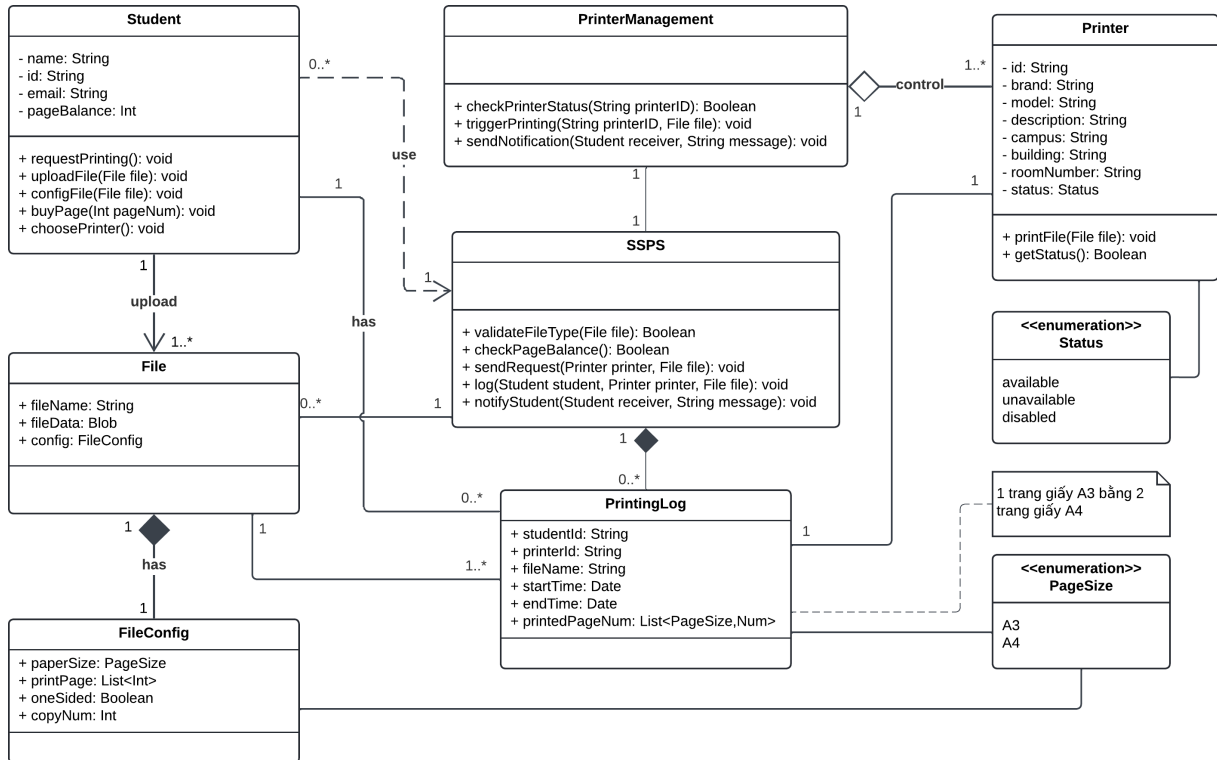 Student
- name: String
- id: String
- email: String
- pageBalance: Int
+ requestPrinting(): void
+ uploadFile(File file): void
+ configFile(File file): void
+ buyPage(Int pageNum): void
+ choosePrinter(): void
PrinterManagement
+ checkPrinterStatus(String printerID): Boolean
+ triggerPrinting(String printerID, File file): void
+ sendNotification(Student receiver, String message): void
Printer
- id: String
- brand: String
- model: String
- description: String
- campus: String
- building: String
- roomNumber: String
- status: Status
+ printFile(File file): void
+ getStatus(): Boolean
0..*
use
1
1
control
1..*
1
1
SSPS
+ validateFileType(File file): Boolean
+ checkPageBalance(): Boolean
+ sendRequest(Printer printer, File file): void
+ log(Student student, Printer printer, File file): void
+ notifyStudent(Student receiver, String message): void
1
has
0..*
1
1
1
upload
1..*
File
+ fileName: String
+ fileData: Blob
+ config: FileConfig
0..*
1
<<enumeration>>
Status
available
unavailable
disabled
1
0..*
PrintingLog
+ studentId: String
+ printerId: String
+ fileName: String
+ startTime: Date
+ endTime: Date
+ printedPageNum: List<PageSize,Num>
1
1..*
1 trang giấy A3 bằng 2
trang giấy A4
<<enumeration>>
PageSize
A3
A4
1
has
1
FileConfig
+ paperSize: PageSize
+ printPage: List<Int>
+ oneSided: Boolean
+ copyNum: Int